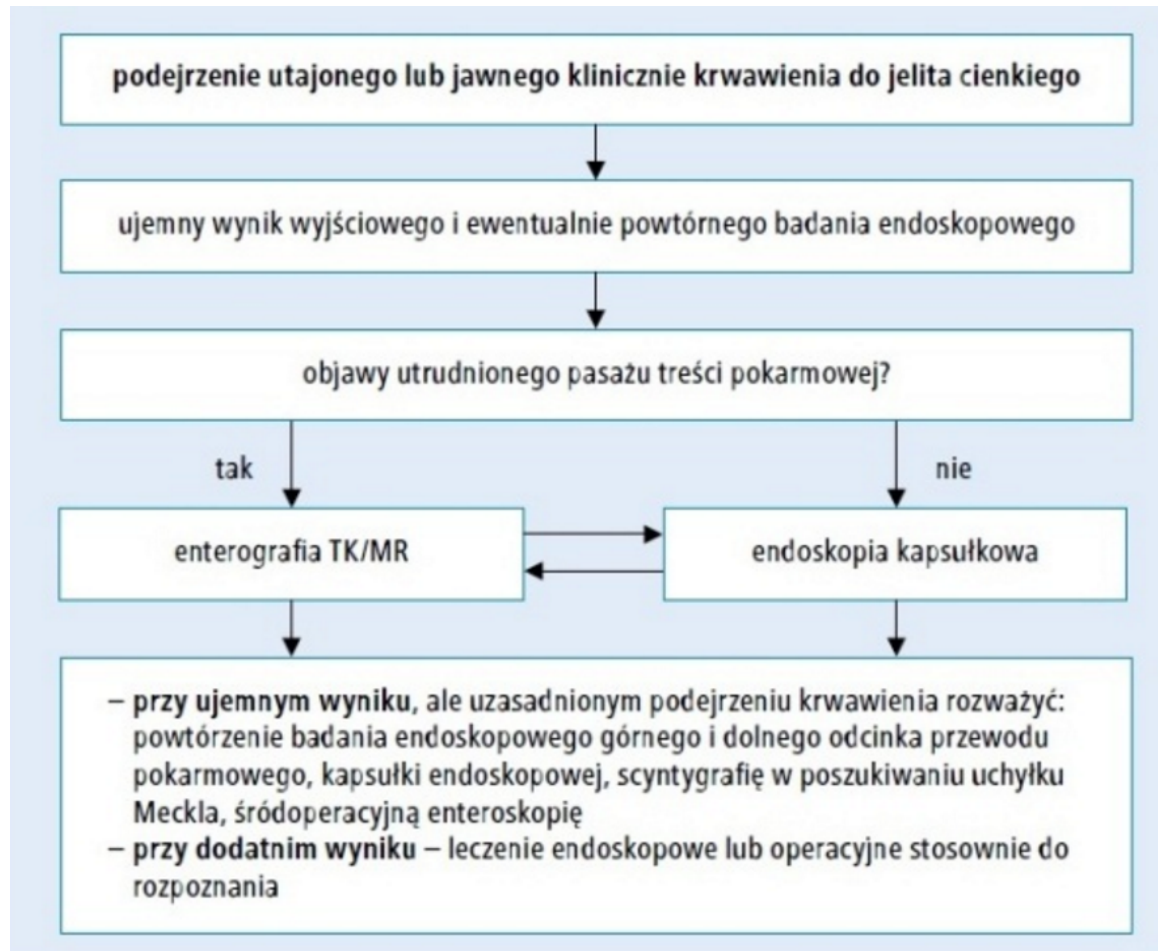 podejrzenie utajonego lub jawnego klinicznie krwawienia do jelita cienkiego
ujemny wynik wyjściowego i ewentualnie powtórnego badania endoskopowego
objawy utrudnionego pasażu treści pokarmowej?
tak
nie
enterografia TK/MR
endoskopia kapsułkowa
– przy ujemnym wyniku, ale uzasadnionym podejrzeniu krwawienia rozważyć:
powtórzenie badania endoskopowego górnego i dolnego odcinka przewodu
pokarmowego, kapsułki endoskopowej, scyntygrafię w poszukiwaniu uchyłku
Meckla, śródoperacyjną enteroskopię
– przy dodatnim wyniku – leczenie endoskopowe lub operacyjne stosownie do
rozpoznania